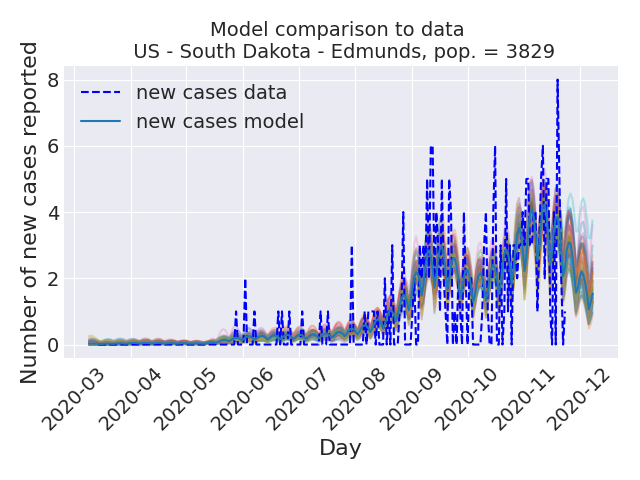 Model comparison to data
US - South Dakota - Edmunds, pop. = 3829
Number of new cases reported
8
6
4
2
0
new cases data
new cases model
2020-03
2020-04
2020-05
2020-06
2020-07
2020-08
2020-09
2020-10
2020-11
2020-12
Day